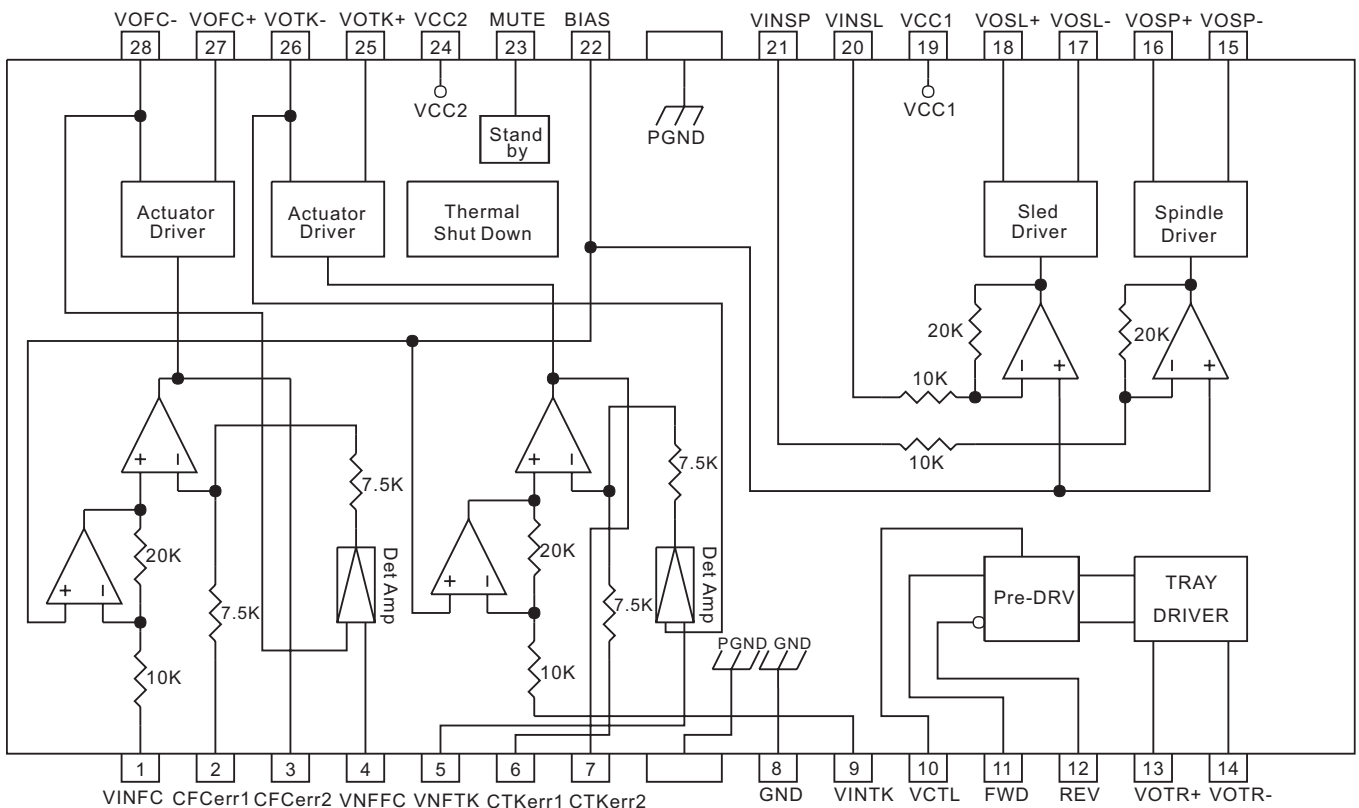 VOFC- VOFC+ VOTK- VOTK+ VCC2 MUTE BIAS VINSP VINSL VCC1 VOSL+ VOSL- VOSP+ VOSP-
28 27 26 25 24 23 22 21 20 19 18 17 16 15
VCC2
Stand
by
PGND
VCC1
Actuator
Driver
Actuator
Driver
Thermal
Shut Down
Sled
Driver
Spindle
Driver
20K
20K
10K
10K
+ -
+ -
- +
- +
7.5K
7.5K
20K
20K
+ -
+ -
Det Amp
Det Amp
7.5K
7.5K
10K
10K
PGND GND
Pre-DRV
TRAY
DRIVER
1 2 3 4 5 6 7 8 9 10 11 12 13 14
VINFC CFCerr1 CFCerr2 VNFFC VNFTK CTKerr1 CTKerr2 GND VINTK VCTL FWD REV VOTR+ VOTR-